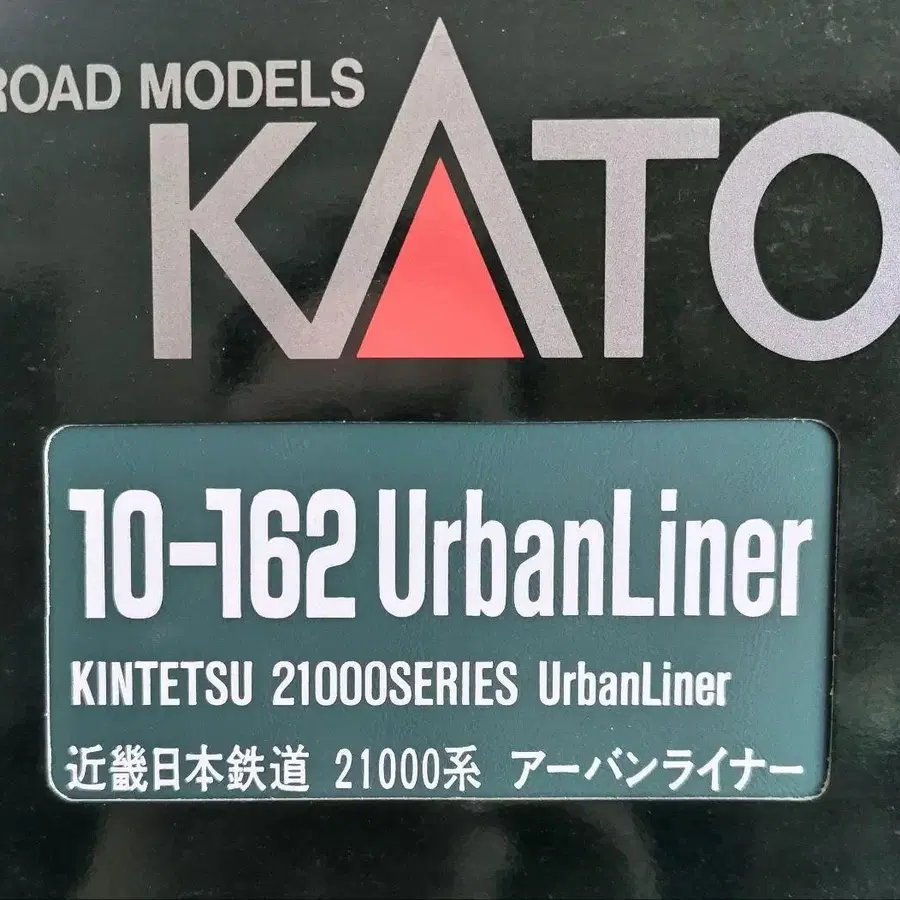 ROAD MODELS
KATO
10-162 UrbanLiner
KINTETSU 21000SERIES UrbanLiner
近畿日本鉄道 21000系 アーバンライナー